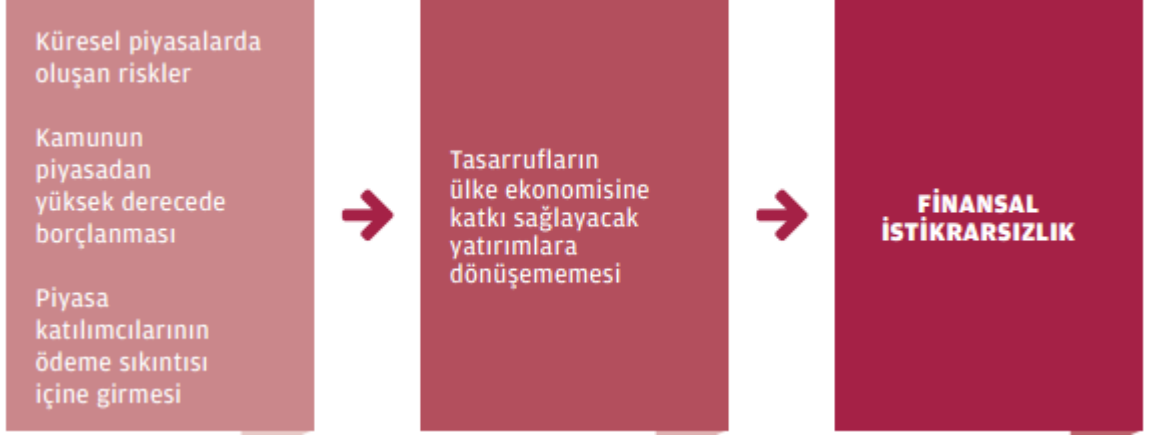 Küresel piyasalarda
oluşan riskler
Kamunun
piyasadan
yüksek derecede
borçlanması
Piyasa
katılımcılarının
ödeme sıkıntısı
içine girmesi
Tasarrufların
ülke ekonomisine
katkı sağlayacak
yatırımlara
dönüşememesi
FİNANSAL
İSTİKRARSIZLIK